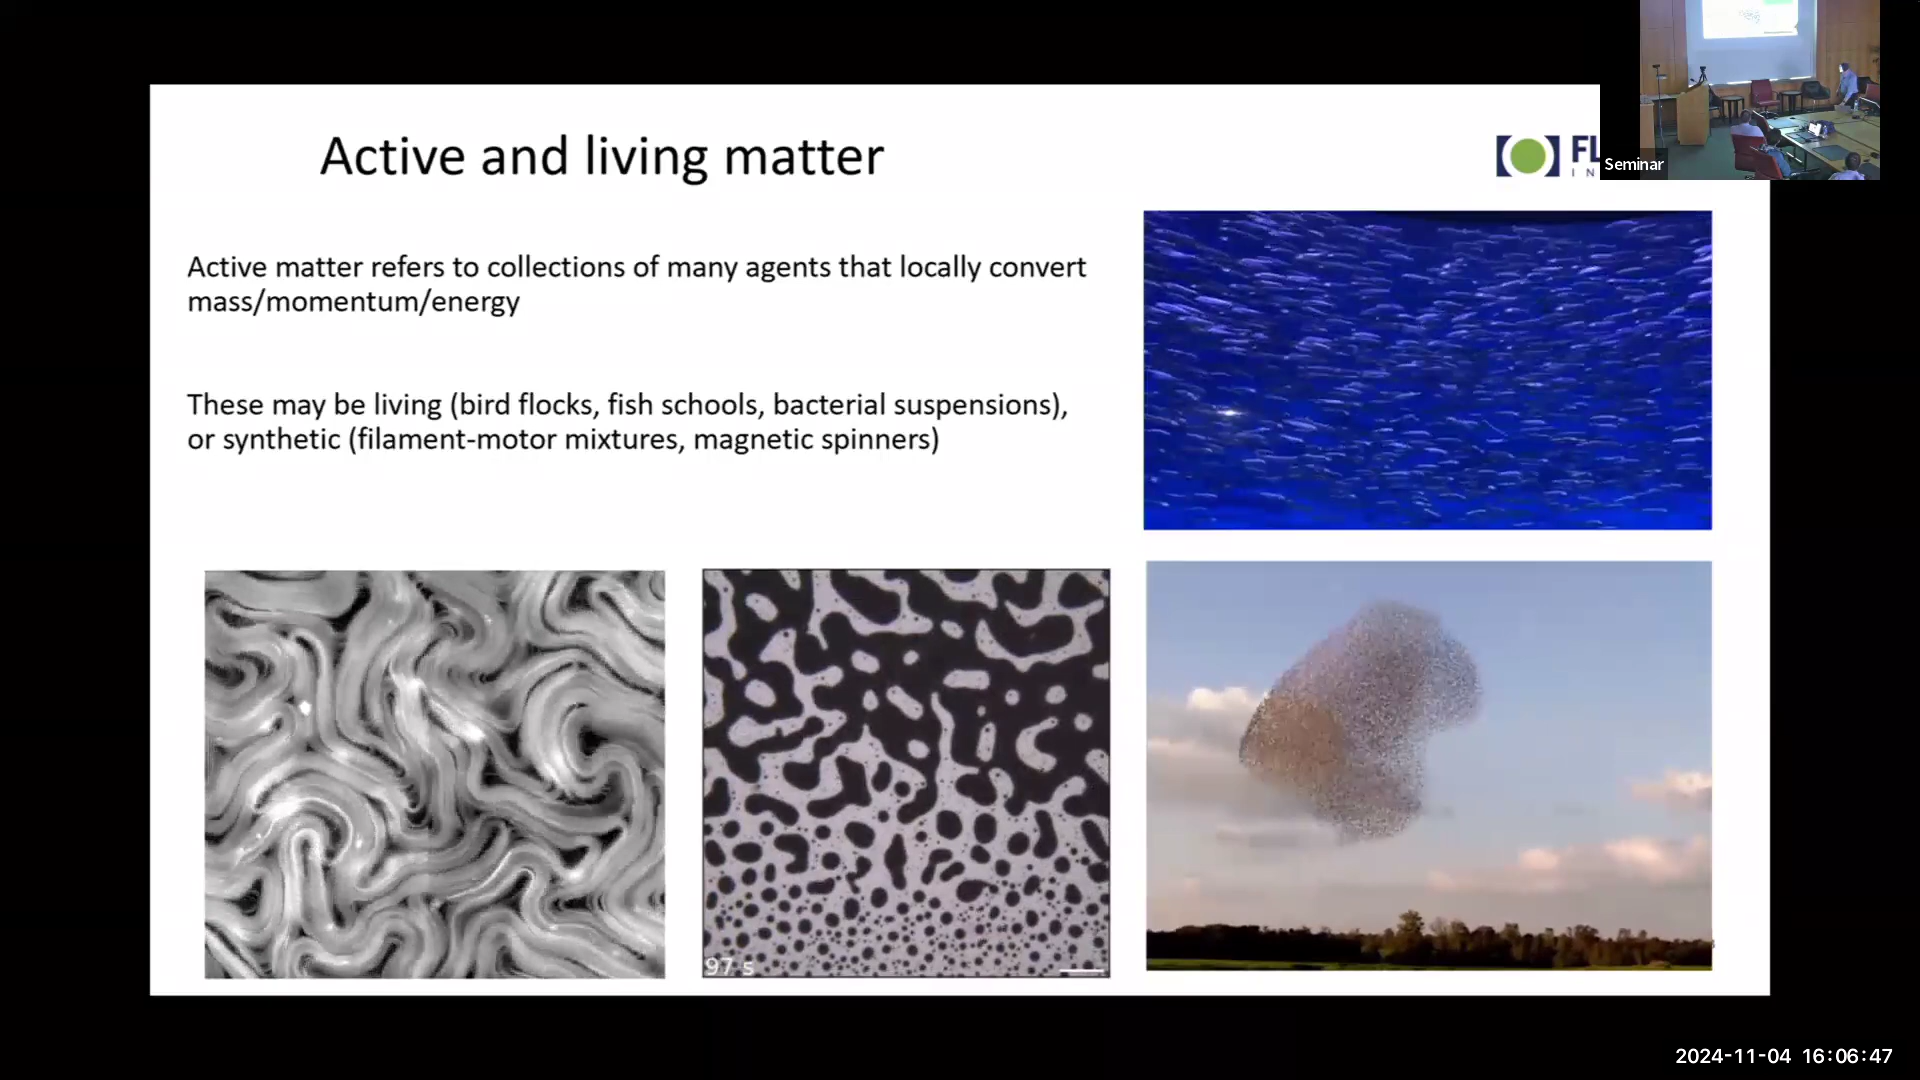 Active and living matter
FL
IN
Seminar
Active matter refers to collections of many agents that locally convert
mass/momentum/energy
These may be living (bird flocks, fish schools, bacterial suspensions),
or synthetic (filament-motor mixtures, magnetic spinners)
97 s
2024-11-04 16:06:47